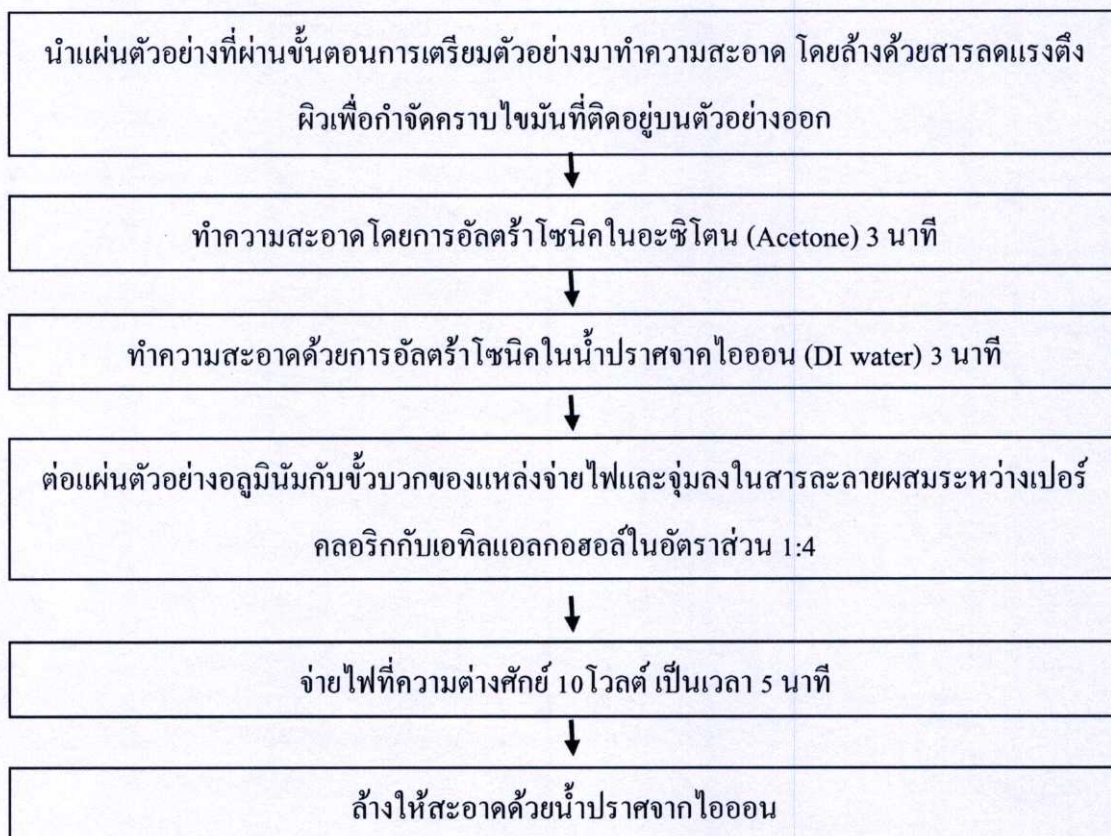 นำแผ่นตัวอย่างที่ผ่านขั้นตอนการเตรียมตัวอย่างมาทำความสะอาด โดยล้างด้วยสารลดแรงตึง
ผิวเพื่อกำจัดคราบไขมันที่ติดอยู่บนตัวอย่างออก
ทำความสะอาดโดยการอัลตร้าโซนิคในอะซิโตน (Acetone) 3 นาที
ทำความสะอาดด้วยการอัลตร้าโซนิคในน้ำปราศจากไอออน (DI water) 3 นาที
ต่อแผ่นตัวอย่างอลูมินัมกับขั้วบวกของแหล่งจ่ายไฟและจุ่มลงในสารละลายผสมระหว่างเปอร์
คลอริกกับเอทิลแอลกอฮอล์ในอัตราส่วน 1:4
จ่ายไฟที่ความต่างศักย์ 10 โวลต์ เป็นเวลา 5 นาที
ล้างให้สะอาดด้วยน้ำปราศจากไอออน